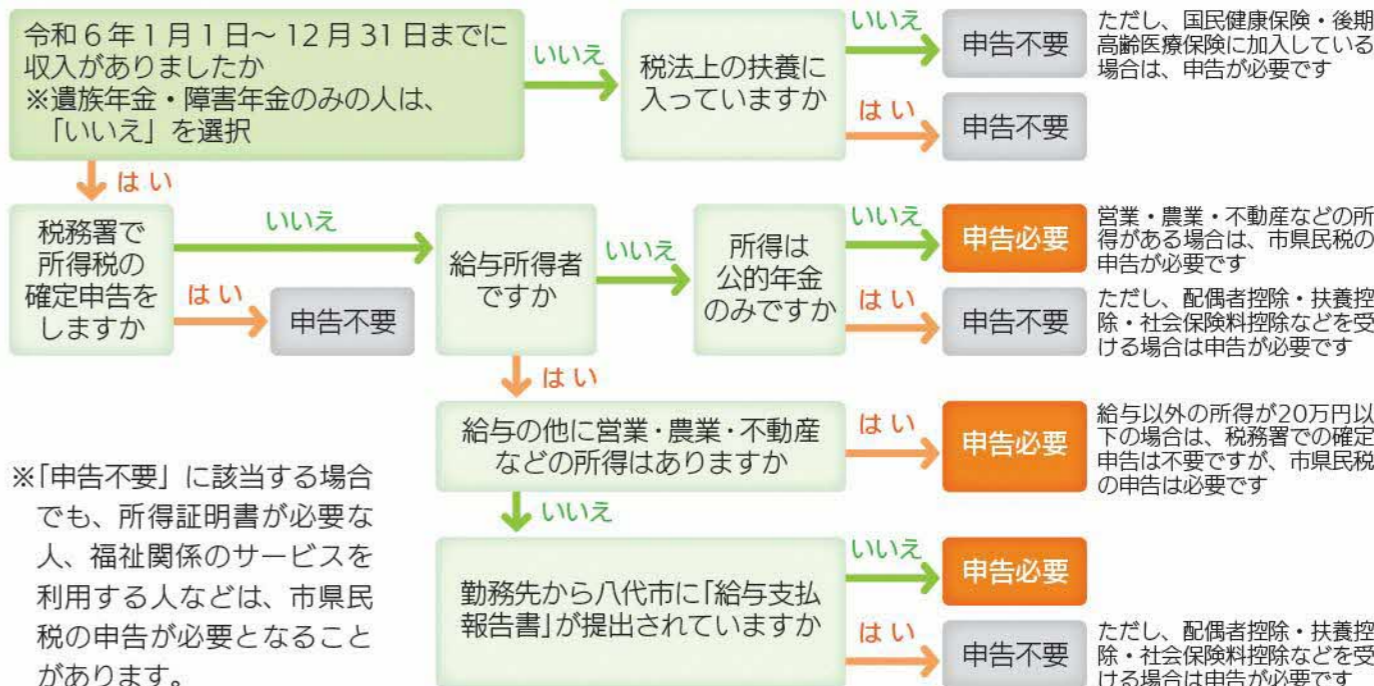 令和6年1月1日～12月31日までに
収入がありましたか
※遺族年金・障害年金のみの人は、
「いいえ」を選択
いいえ
税法上の扶養に
入っていますか
いいえ
申告不要
ただし、国民健康保険・後期
高齢医療保険に加入している
場合は、申告が必要です
はい
申告不要
はい
税務署で
所得税の
確定申告を
しますか
いいえ
はい
申告不要
給与所得者
ですか
いいえ
所得は
公的年金
のみですか
いいえ
申告必要
営業・農業・不動産などの所
得がある場合は、市県民税の
申告が必要です
はい
申告不要
ただし、配偶者控除・扶養控
除・社会保険料控除などを受
ける場合は申告が必要です
はい
給与の他に営業・農業・不動産
などの所得はありますか
はい
申告必要
給与以外の所得が20万円以
下の場合は、税務署での確定
申告は不要ですが、市県民税
の申告は必要です
いいえ
勤務先から八代市に「給与支払
報告書」が提出されていますか
いいえ
申告必要
はい
申告不要
ただし、配偶者控除・扶養控
除・社会保険料控除などを受
ける場合は申告が必要です
※「申告不要」に該当する場合
でも、所得証明書が必要な
人、福祉関係のサービスを
利用する人などは、市県民
税の申告が必要となること
があります。